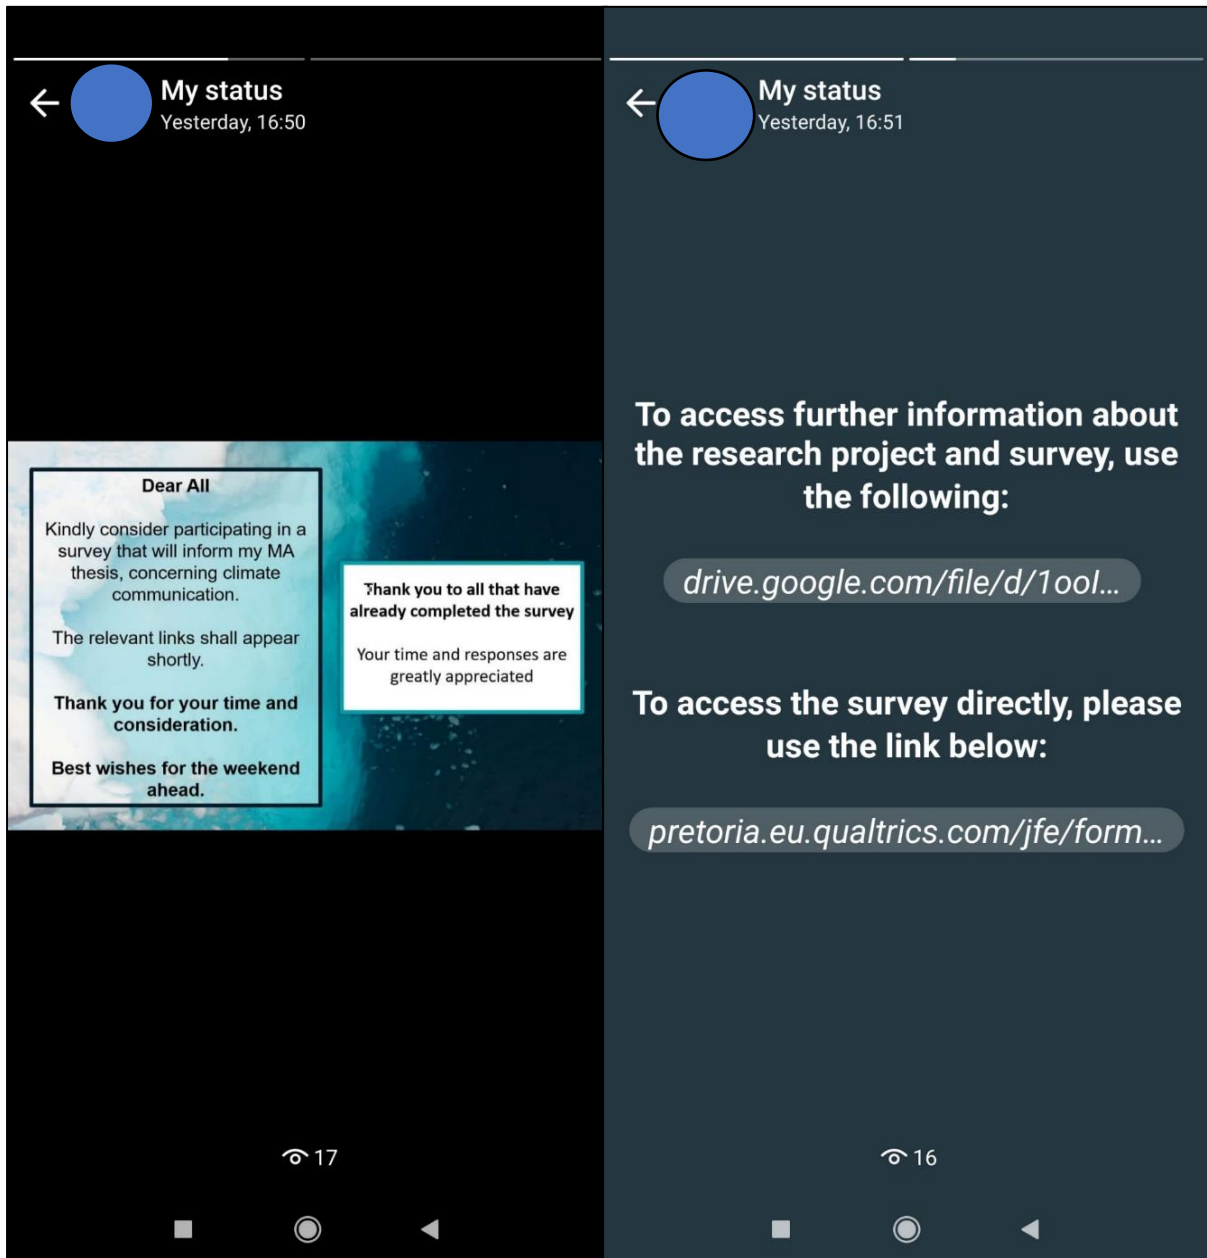 My status
Yesterday, 16:50
Dear All
Kindly consider participating in a
survey that will inform my MA
thesis, concerning climate
communication.
The relevant links shall appear
shortly.
Thank you for your time and
consideration.
Best wishes for the weekend
ahead.
Thank you to all that have
already completed the survey
Your time and responses are
greatly appreciated
17
My status
Yesterday, 16:51
To access further information about
the research project and survey, use
the following:
drive.google.com/file/d/1ooI...
To access the survey directly, please
use the link below:
pretoria.eu.qualtrics.com/jfe/form...
16